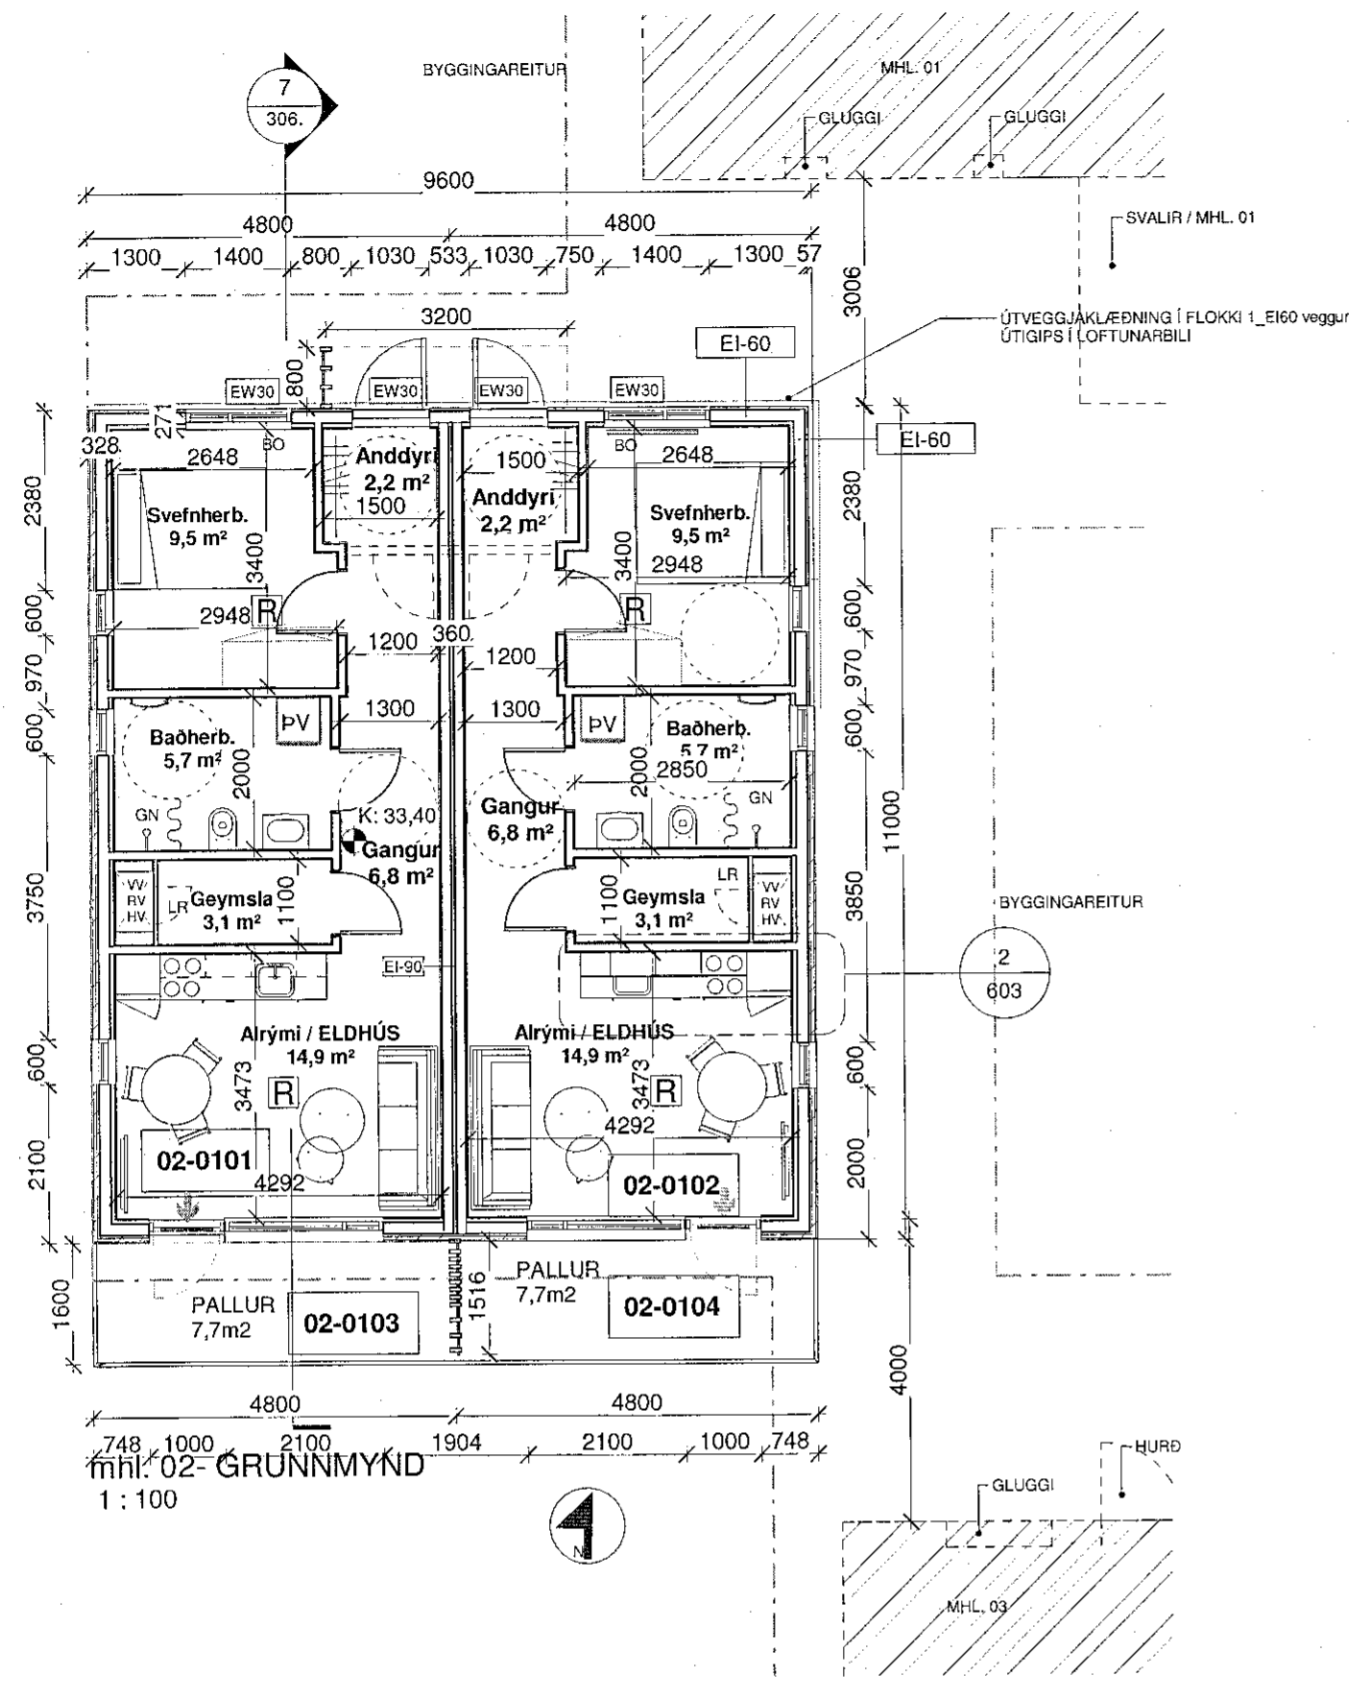 BYGGINGAREITUR
MHL. 01
7
306.
GLUGGI
GLUGGI
9600
SVALIR / MHL. 01
4800
4800
1300
1400
800
1030
533
1030
750
1400
1300
57
3006
3200
ÚTVEGGJAKLÆÐNING Í FLOKKI 1_EI60 veggur
ÚTIGIPS Í LOFTUNARBILI
EI-60
800
EW30
EW30
EW30
EW30
271
328
BO
BO
EI-60
2648
Anddyri
2,2 m²
1500
1500
Anddyri
2,2 m²
2648
2380
Svefnherb.
9,5 m²
Svefnherb.
9,5 m²
2380
3400
3400
2948
600
2948
R
R
600
360
1200
1200
970
970
1300
1300
600
ÞV
ÞV
600
Baðherb.
5,7 m²
Baðherb.
5,7 m²
2000
2000
2850
GN
K: 33,40
Gangur
6,8 m²
GN
11000
Gangur
6,8 m²
3750
VV
RV
HV
LR
Geymsla
3,1 m²
1100
1100
Geymsla
3,1 m²
LR
VV
RV
HV
3850
BYGGINGAREITUR
EI-90
2
603
Alrými / ELDHÚS
14,9 m²
Alrými / ELDHÚS
14,9 m²
600
600
3473
R
3473
R
4292
2100
02-0101
4292
02-0102
2000
1600
PALLUR
7,7m2
02-0103
1516
PALLUR
7,7m2
02-0104
4000
4800
4800
748
1000
2100
1904
2100
1000
748
mhl. 02- GRUNNMYND
1 : 100
HURÐ
GLUGGI
N
MHL. 03